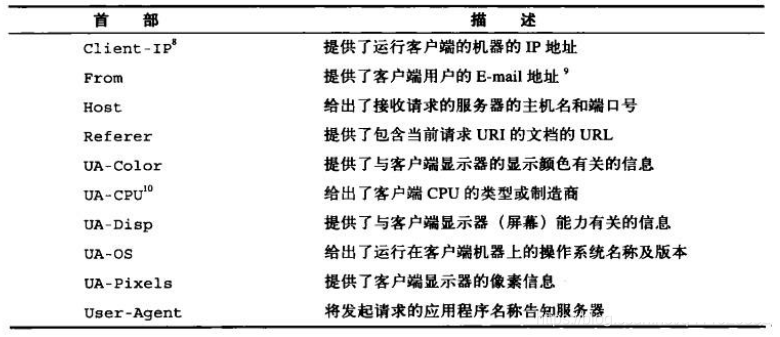 首 部 描 述
Client-IP⁸ 提供了运行客户端的机器的 IP 地址
From 提供了客户端用户的 E-mail 地址⁹
Host 给出了接收请求的服务器的主机名和端口号
Referer 提供了包含当前请求 URI 的文档的 URL
UA-Color 提供了与客户端显示器的显示颜色有关的信息
UA-CPU¹⁰ 给出了客户端 CPU 的类型或制造商
UA-Disp 提供了与客户端显示器（屏幕）能力有关的信息
UA-OS 给出了运行在客户端机器上的操作系统名称及版本
UA-Pixels 提供了客户端显示器的像素信息
User-Agent 将发起请求的应用程序名称告知服务器